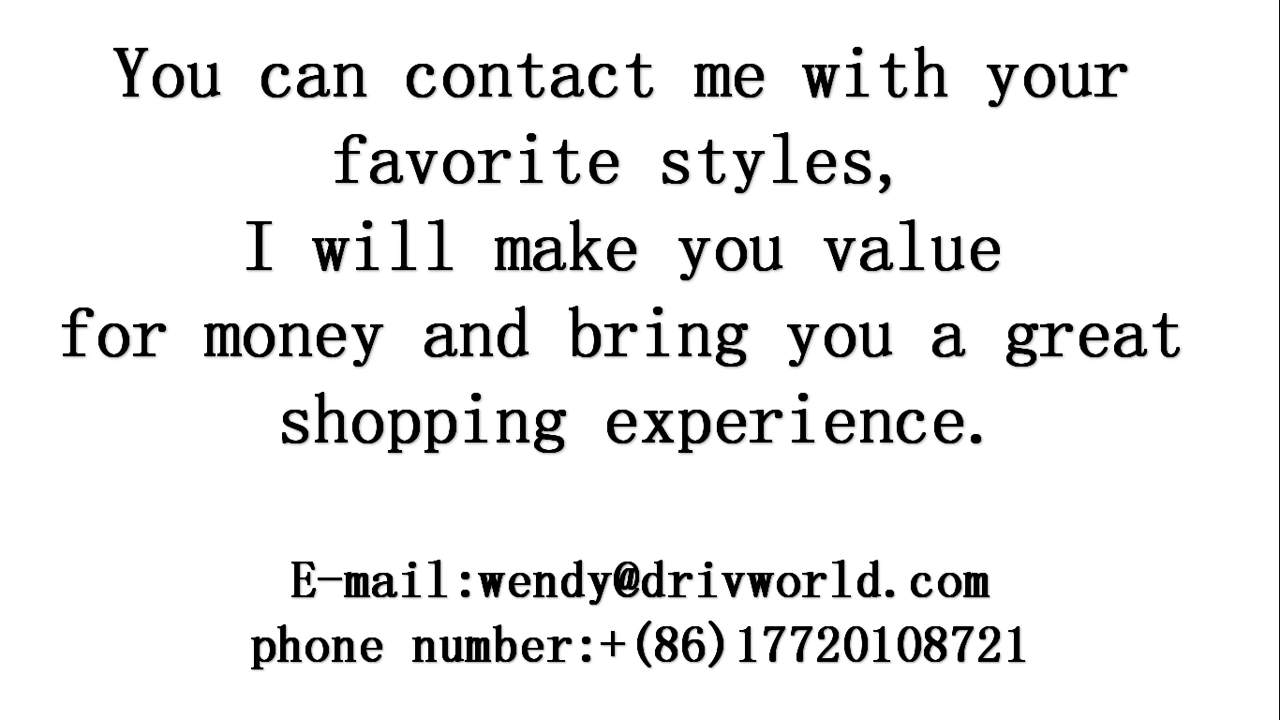 You can contact me with your
favorite styles,
I will make you value
for money and bring you a great
shopping experience.
E-mail:wendy@drivworld.com
phone number:+(86)17720108721